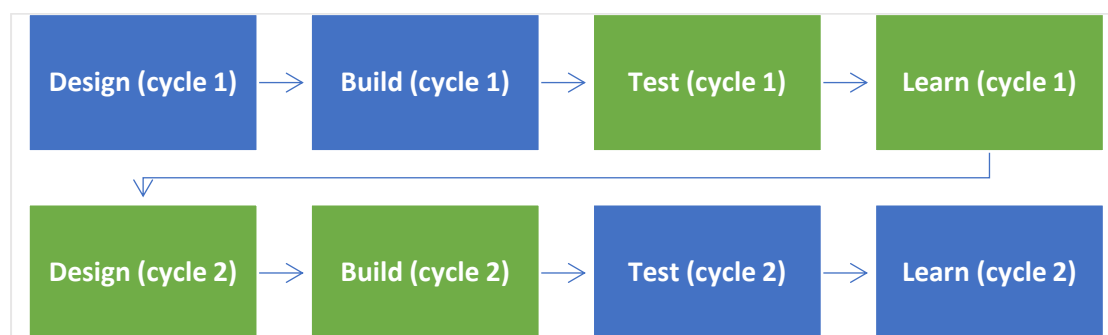 Design (cycle 1)
Build (cycle 1)
Test (cycle 1)
Learn (cycle 1)
Design (cycle 2)
Build (cycle 2)
Test (cycle 2)
Learn (cycle 2)